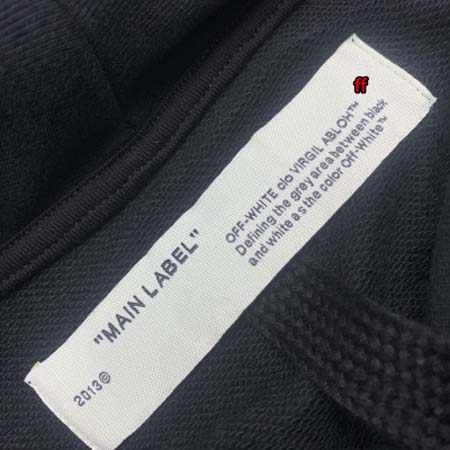 ff
OFF-WHITE c/o VIRGIL ABLOH™
Defining the grey area between black
and white as the color Off-White™
"MAIN LABEL"
2013©